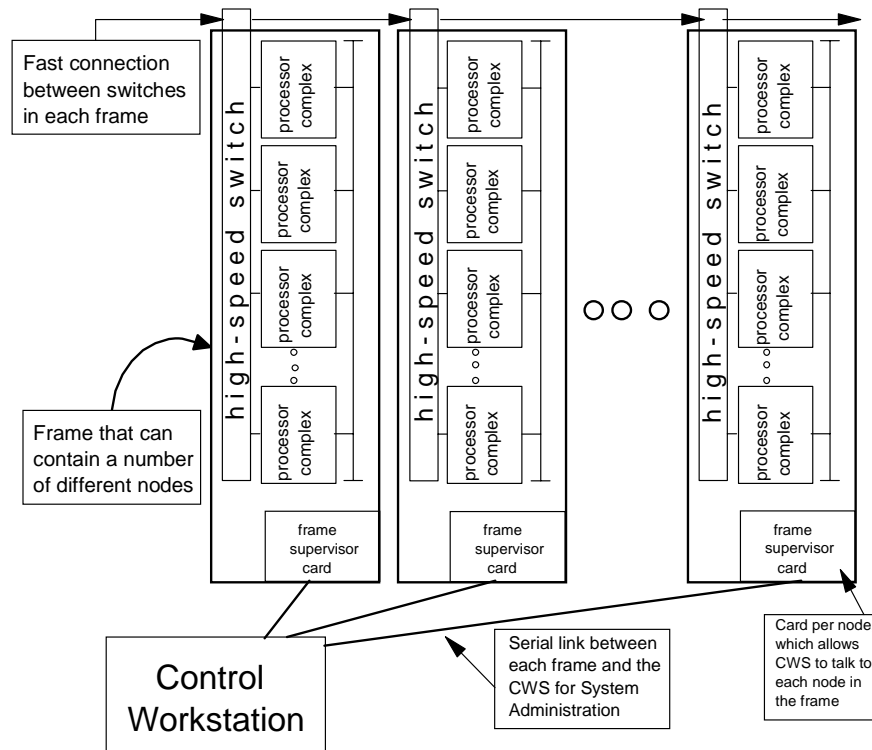 Fast connection
between switches
in each frame
Frame that can
contain a number
of different nodes
high-speed switch
processor
complex
processor
complex
processor
complex
processor
complex
frame
supervisor
card
high-speed switch
processor
complex
processor
complex
processor
complex
processor
complex
frame
supervisor
card
high-speed switch
processor
complex
processor
complex
processor
complex
processor
complex
frame
supervisor
card
Control
Workstation
Serial link between
each frame and the
CWS for System
Administration
Card per node
which allows
CWS to talk to
each node in
the frame